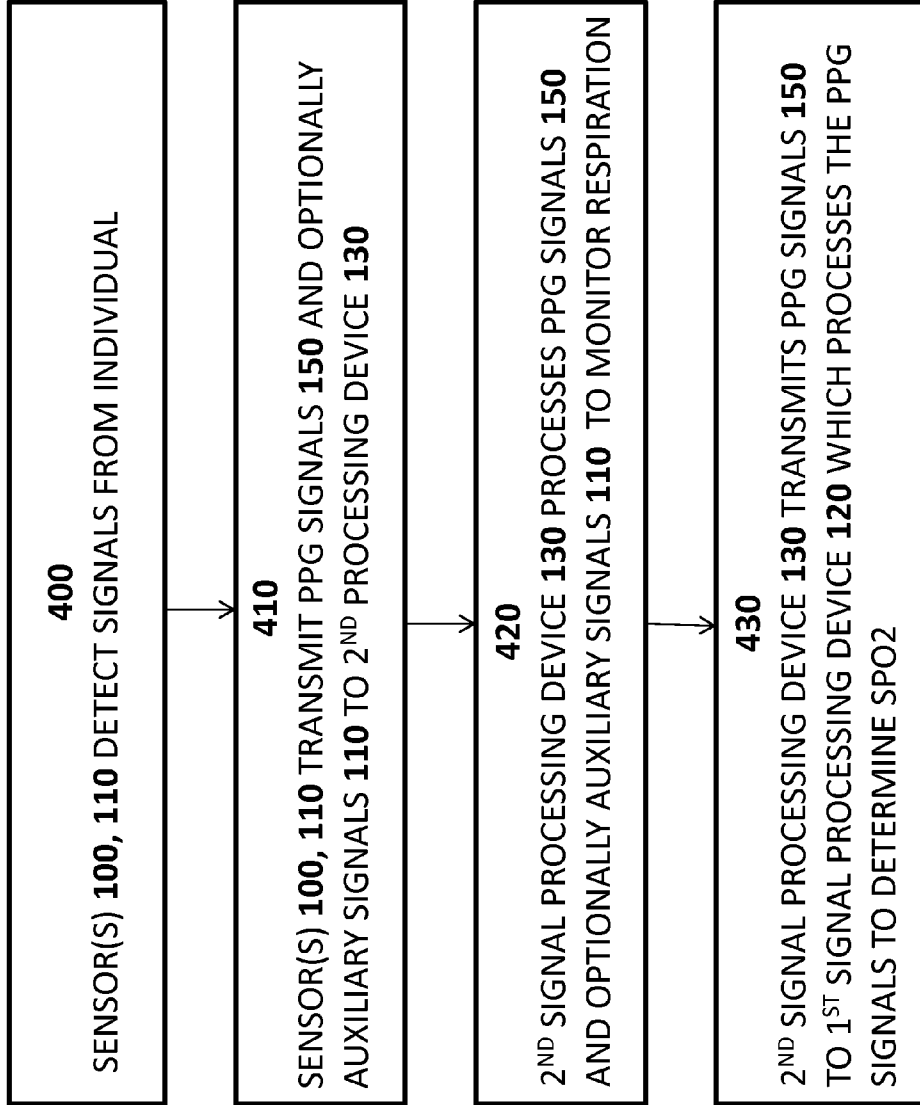 400
SENSOR(S) 100, 110 DETECT SIGNALS FROM INDIVIDUAL
410
SENSOR(S) 100, 110 TRANSMIT PPG SIGNALS 150 AND OPTIONALLY
AUXILIARY SIGNALS 110 TO 2ND PROCESSING DEVICE 130
420
2ND SIGNAL PROCESSING DEVICE 130 PROCESSES PPG SIGNALS 150
AND OPTIONALLY AUXILIARY SIGNALS 110 TO MONITOR RESPIRATION
430
2ND SIGNAL PROCESSING DEVICE 130 TRANSMITS PPG SIGNALS 150
TO 1ST SIGNAL PROCESSING DEVICE 120 WHICH PROCESSES THE PPG
SIGNALS TO DETERMINE SPO2